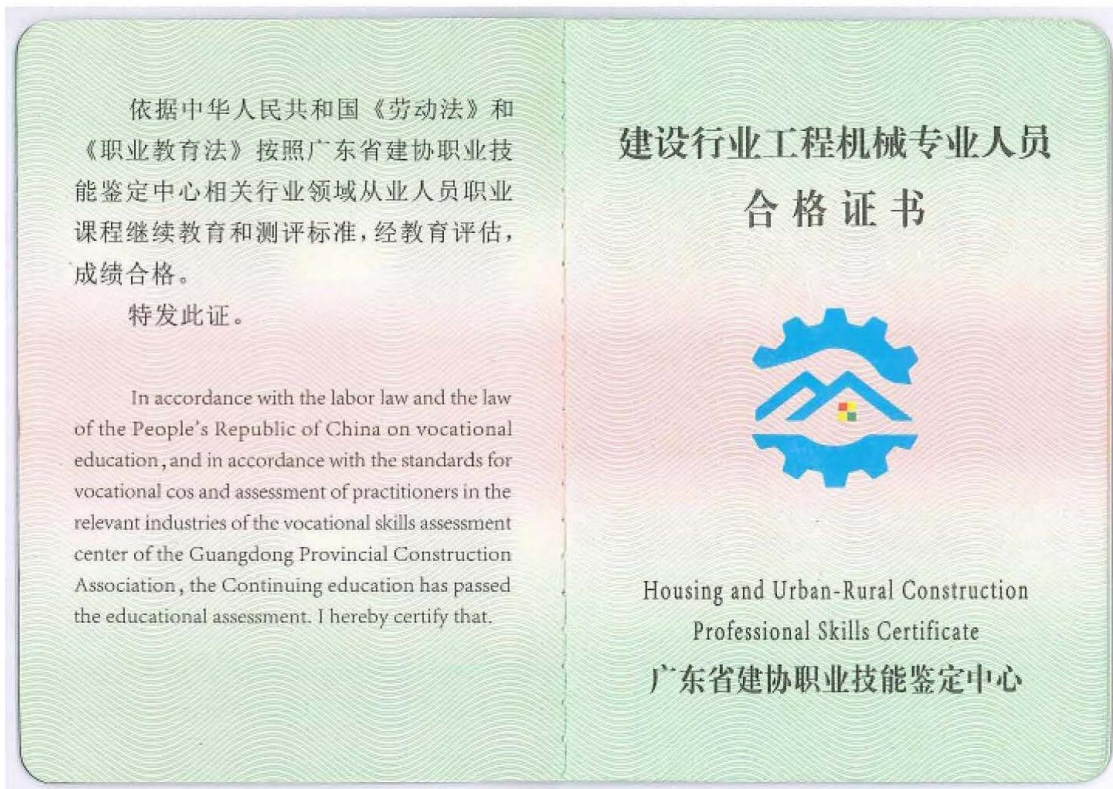 依据中华人民共和国《劳动法》和
《职业教育法》按照广东省建协职业技
能鉴定中心相关行业领域从业人员职业
课程继续教育和测评标准,经教育评估,
成绩合格。
特发此证。
In accordance with the labor law and the law
of the People's Republic of China on vocational
education,and in accordance with the standards for
vocational cos and assessment of practitioners in the
relevant industries of the vocational skills assessment
center of the Guangdong Provincial Construction
Association, the Continuing education has passed
the educational assessment. I hereby certify that.
建设行业工程机械专业人员
合格证书
Housing and Urban-Rural Construction
Professional Skills Certificate
广东省建协职业技能鉴定中心